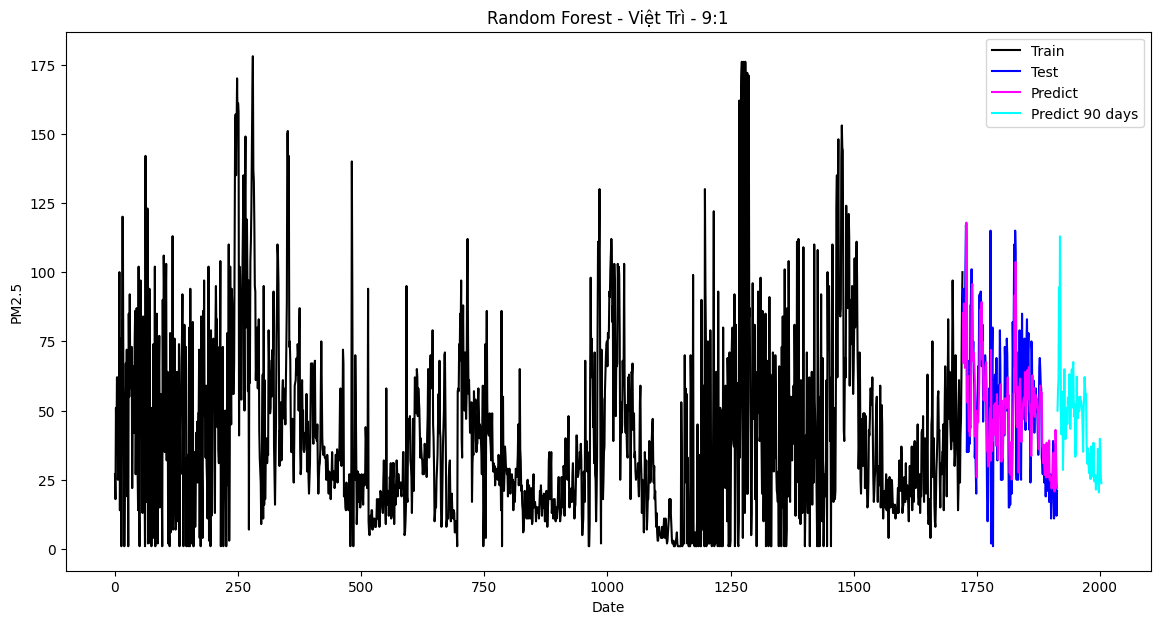 Random Forest - Việt Trì - 9:1
Train
Test
Predict
Predict 90 days
PM2.5
175
150
125
100
75
50
25
0
0 250 500 750 1000 1250 1500 1750 2000
Date